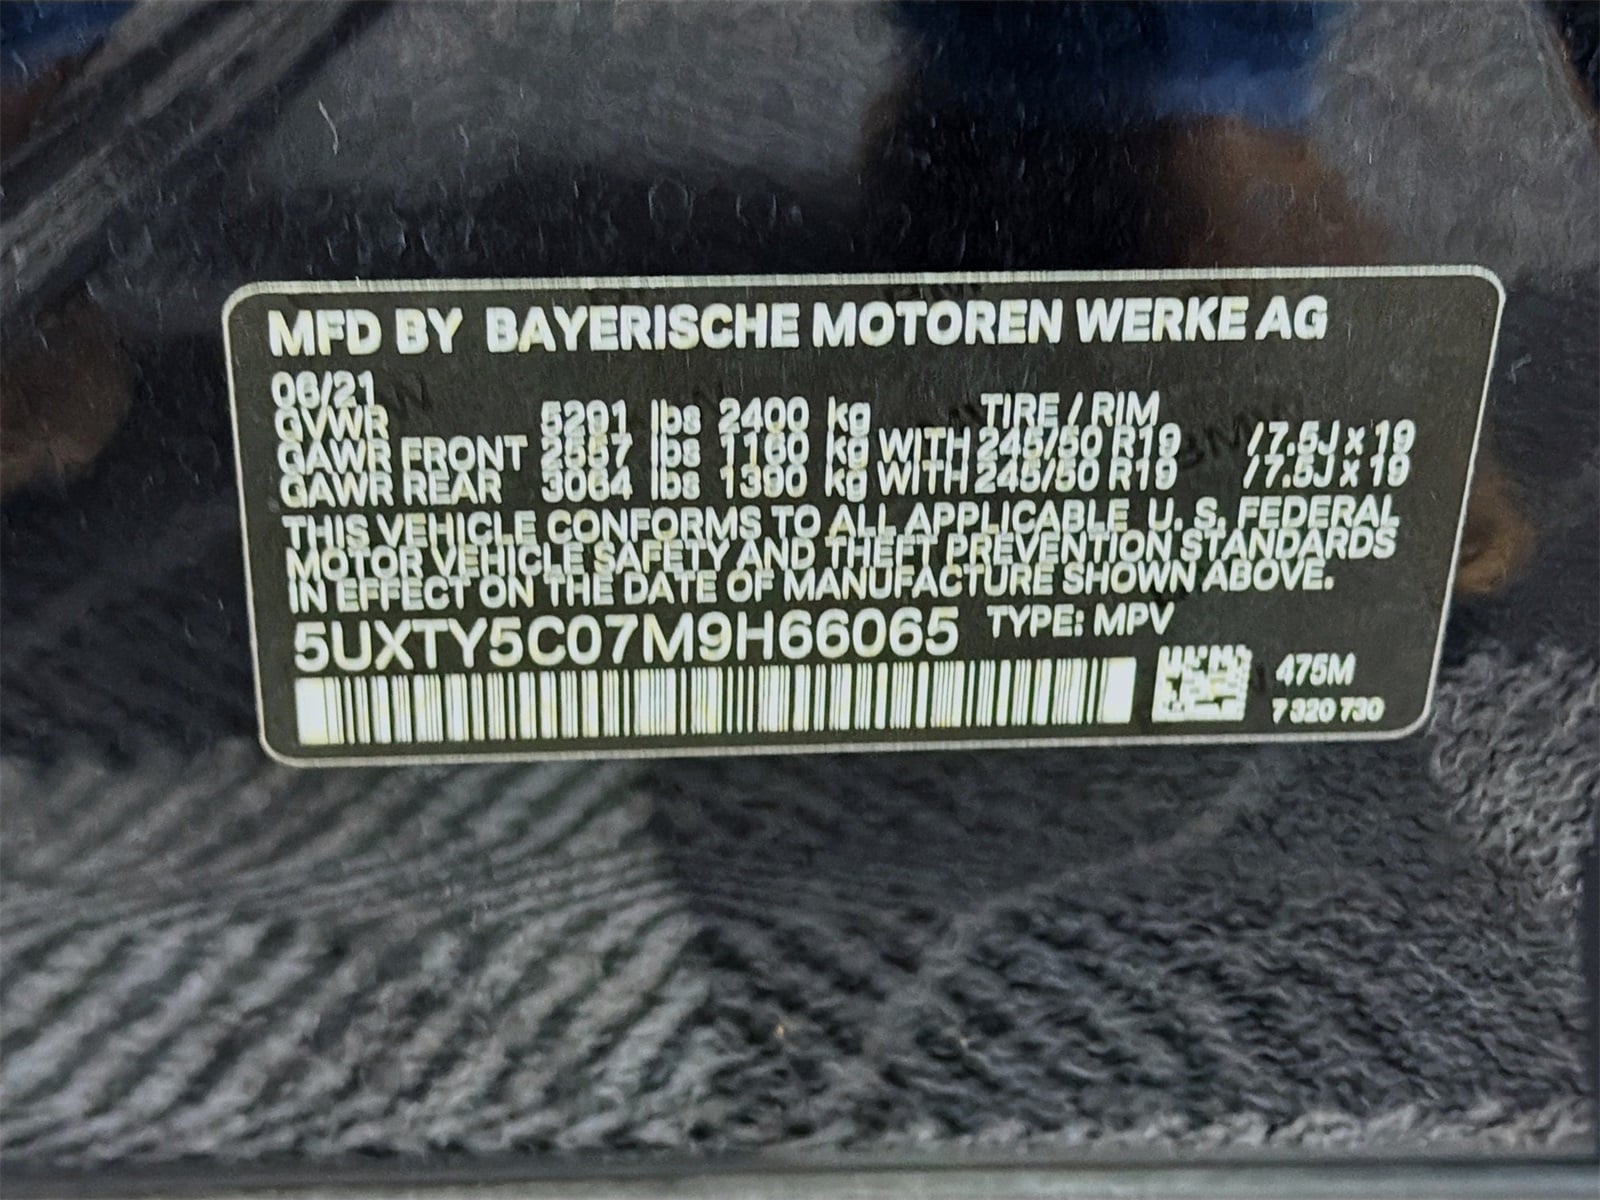 MFD BY BAYERISCHE MOTOREN WERKE AG
06/21
GVWR 5291 lbs 2400 kg TIRE / RIM
GAWR FRONT 2557 lbs 1160 kg WITH 245/50 R19 /7.5J x 19
GAWR REAR 3064 lbs 1390 kg WITH 245/50 R19 /7.5J x 19
THIS VEHICLE CONFORMS TO ALL APPLICABLE U. S. FEDERAL
MOTOR VEHICLE SAFETY AND THEFT PREVENTION STANDARDS
IN EFFECT ON THE DATE OF MANUFACTURE SHOWN ABOVE.
5UXTY5C07M9H66065 TYPE: MPV
475M
7 320 730